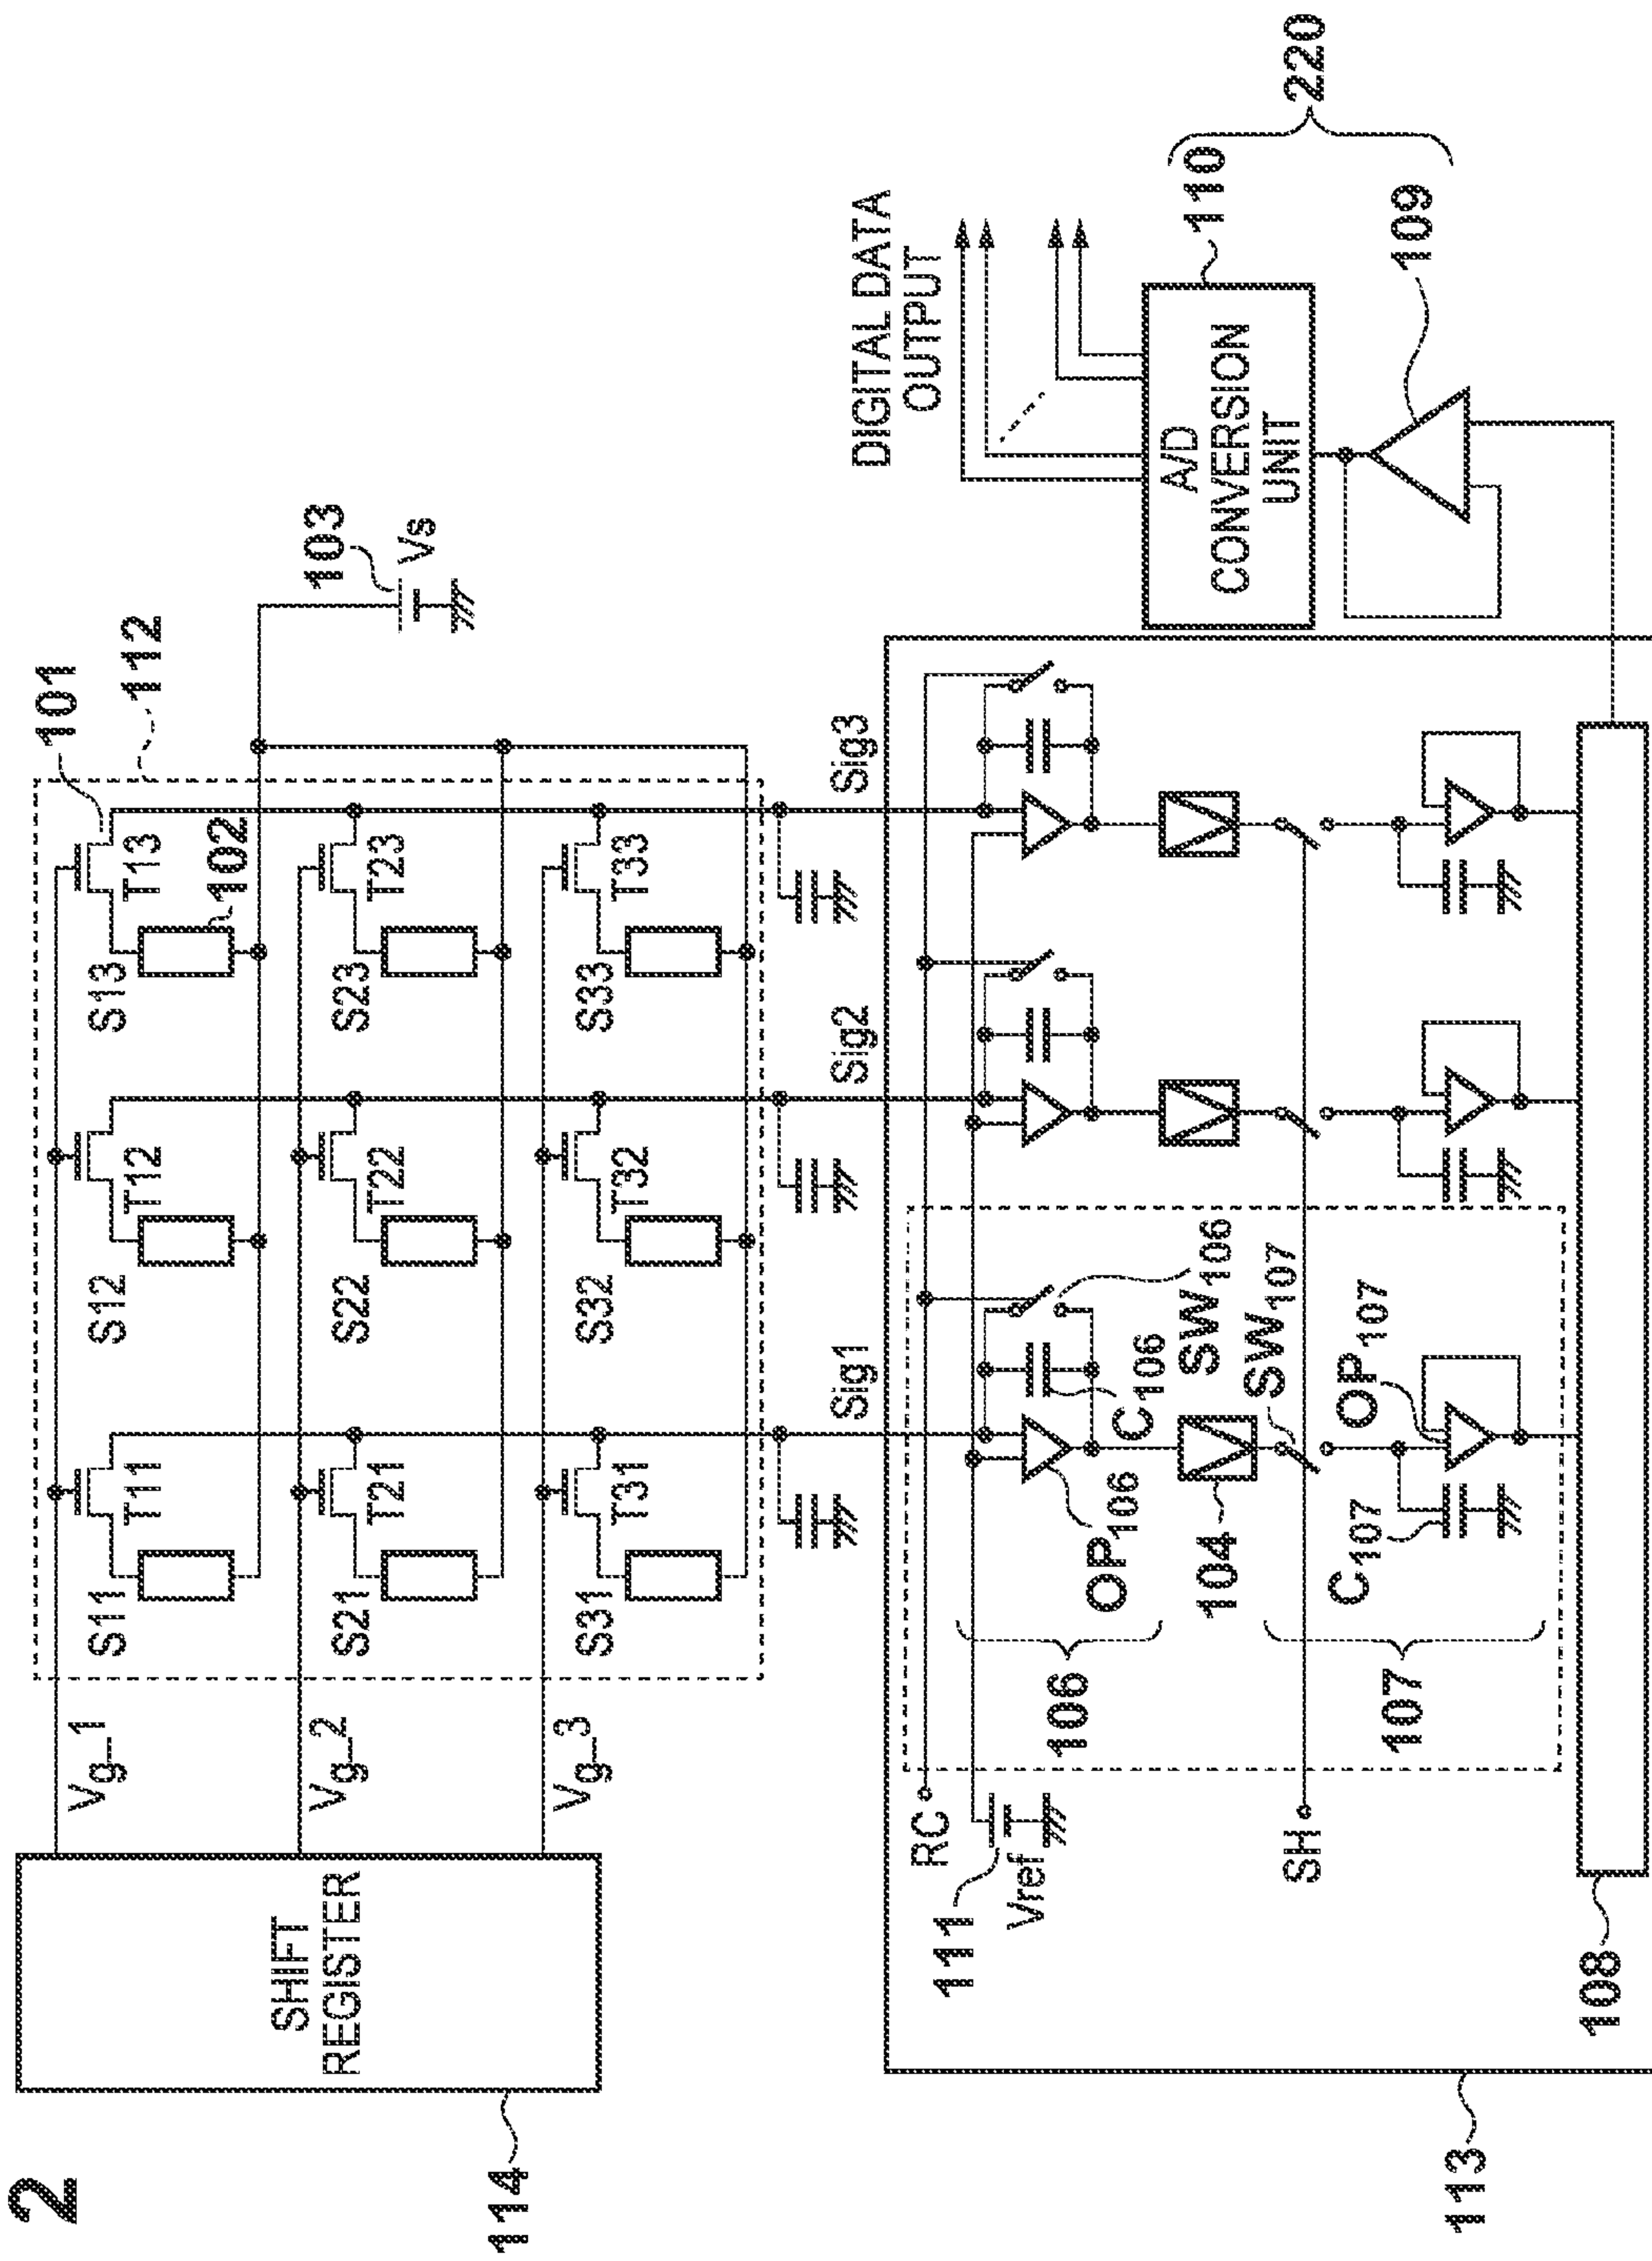 2
114
SHIFT
REGISTER
Vg_1
Vg_2
Vg_3
101
112
103
Vs
102
S11
T11
S12
T12
S13
T13
S21
T21
S22
T22
S23
T23
S31
T31
S32
T32
S33
T33
Sig1
Sig2
Sig3
DIGITAL DATA
OUTPUT
110
220
A/D
CONVERSION
UNIT
109
113
RC
111
Vref
SH
106
OP106
C106
SW106
104
SW107
107
C107
OP107
108